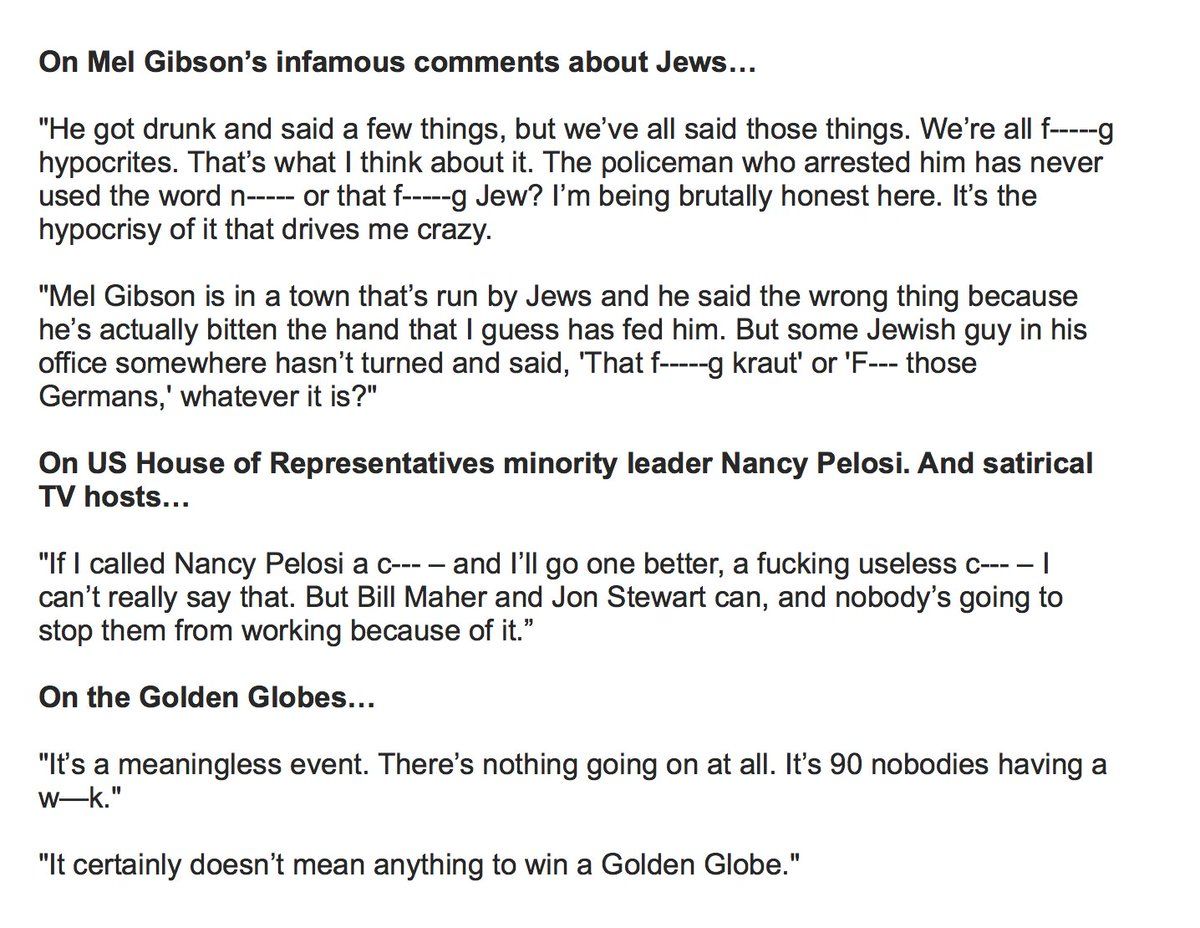 On Mel Gibson’s infamous comments about Jews…
"He got drunk and said a few things, but we’ve all said those things. We’re all f-----g
hypocrites. That’s what I think about it. The policeman who arrested him has never
used the word n----- or that f-----g Jew? I’m being brutally honest here. It’s the
hypocrisy of it that drives me crazy.
"Mel Gibson is in a town that’s run by Jews and he said the wrong thing because
he’s actually bitten the hand that I guess has fed him. But some Jewish guy in his
office somewhere hasn’t turned and said, 'That f-----g kraut' or 'F--- those
Germans,' whatever it is?"
On US House of Representatives minority leader Nancy Pelosi. And satirical
TV hosts…
"If I called Nancy Pelosi a c--- – and I’ll go one better, a fucking useless c--- – I
can’t really say that. But Bill Maher and Jon Stewart can, and nobody’s going to
stop them from working because of it.”
On the Golden Globes…
"It’s a meaningless event. There’s nothing going on at all. It’s 90 nobodies having a
w—k."
"It certainly doesn’t mean anything to win a Golden Globe."